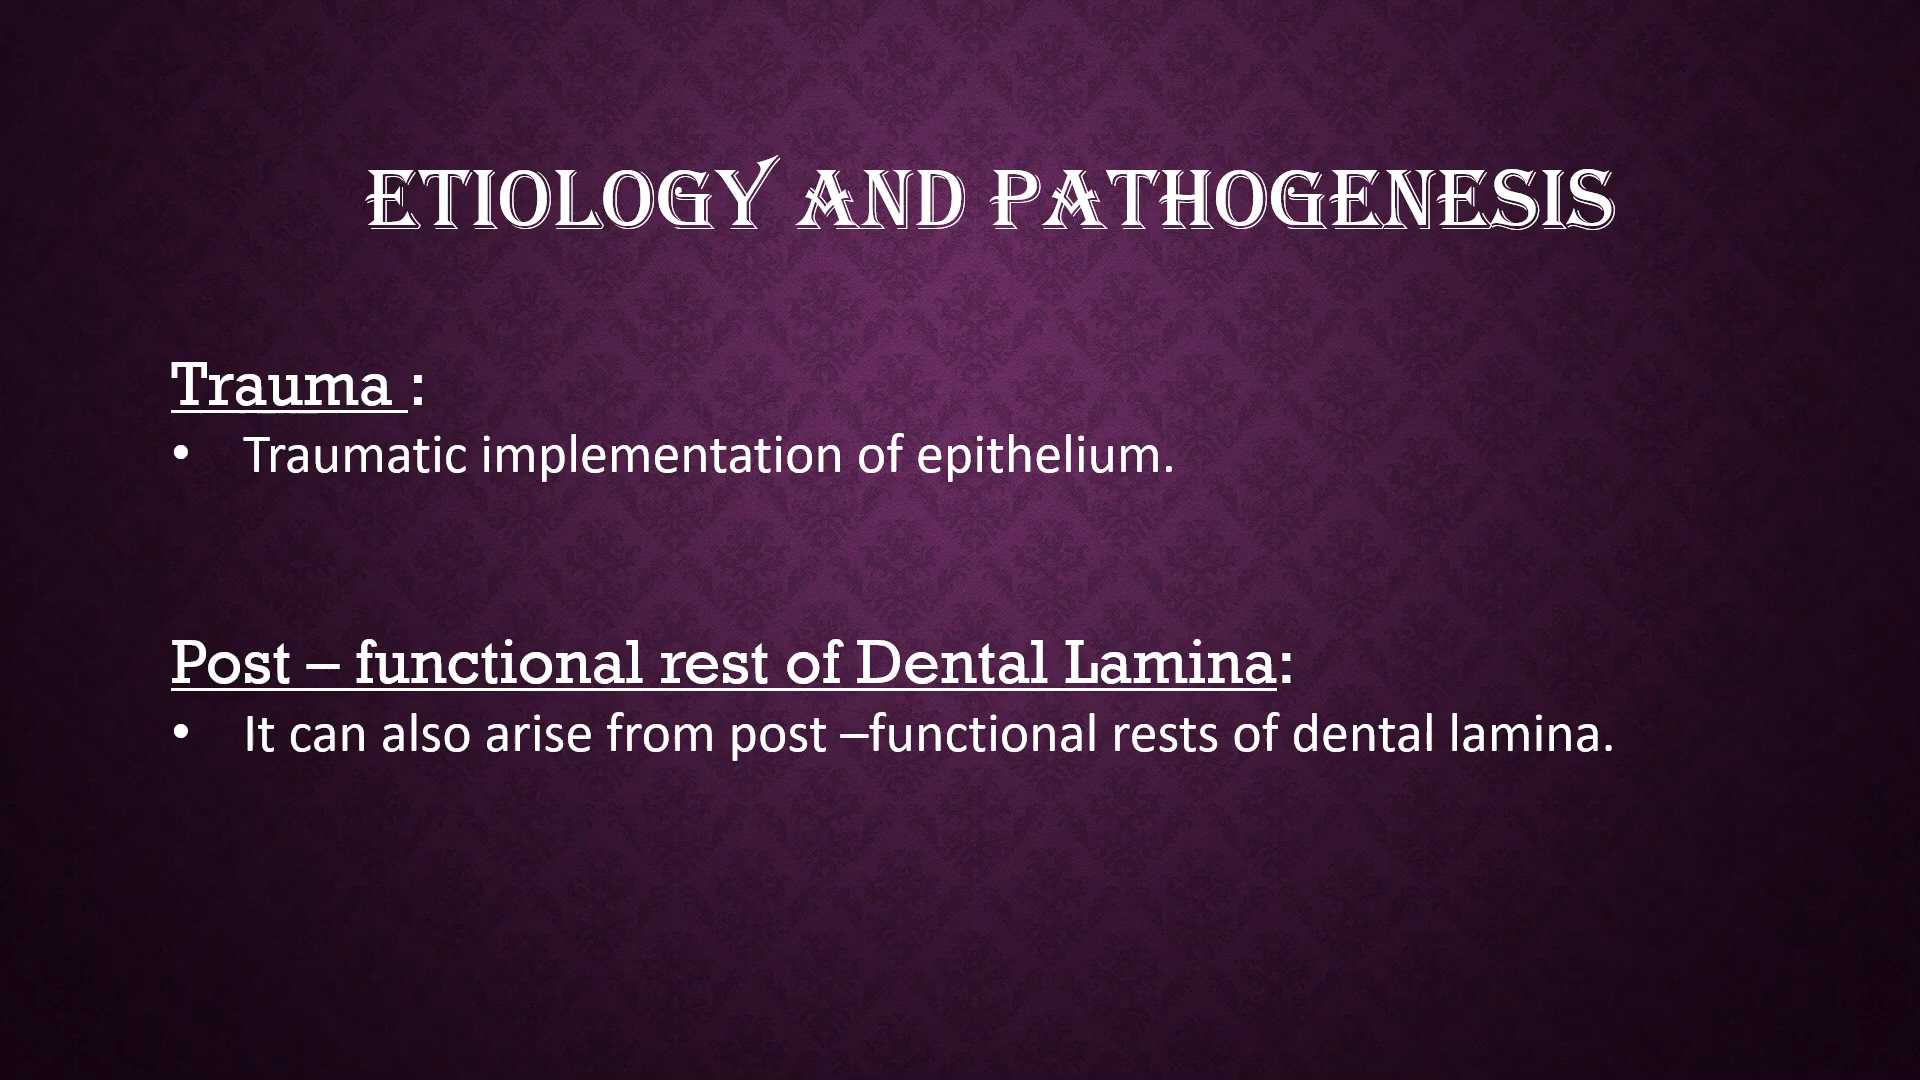 ETIOLOGY AND PATHOGENESIS
Trauma :
• Traumatic implementation of epithelium.
Post – functional rest of Dental Lamina:
• It can also arise from post –functional rests of dental lamina.